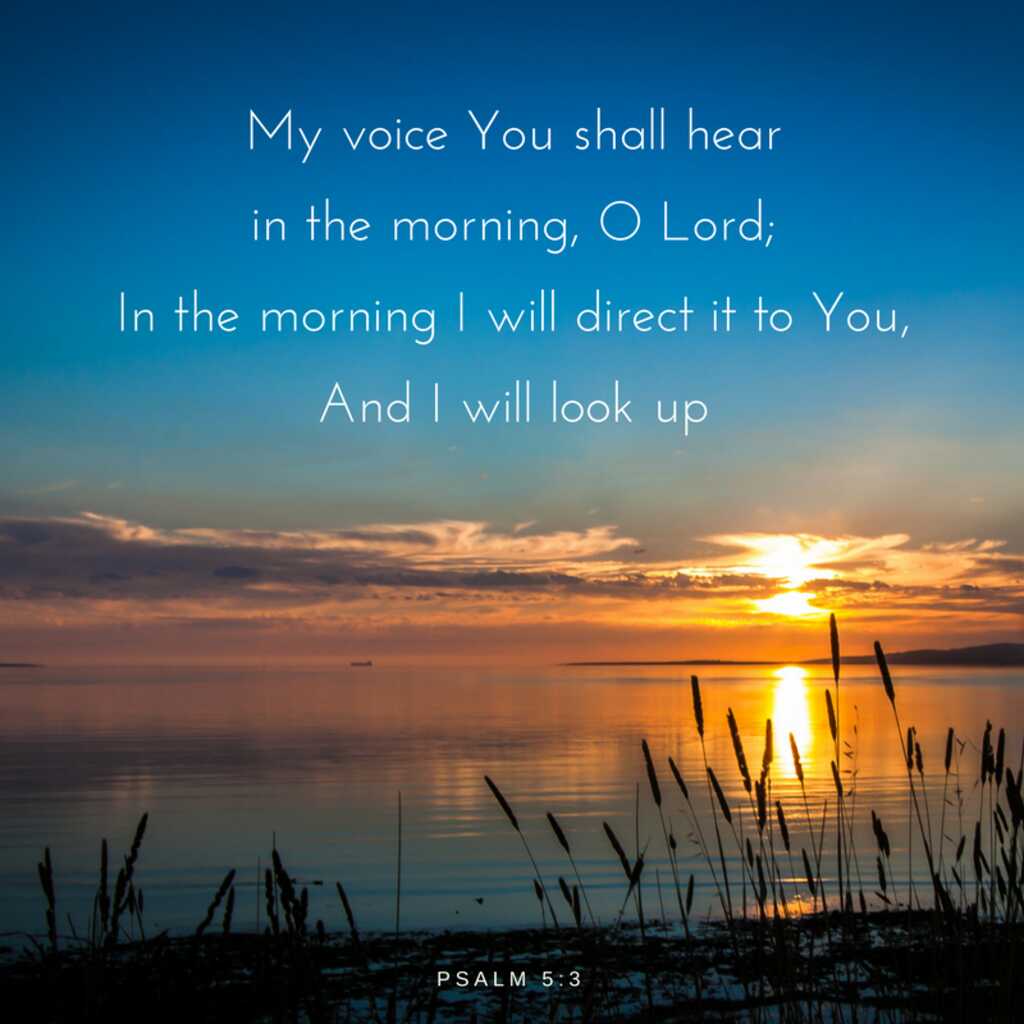 My voice You shall hear
in the morning, O Lord;
In the morning I will direct it to You,
And I will look up
PSALM 5:3